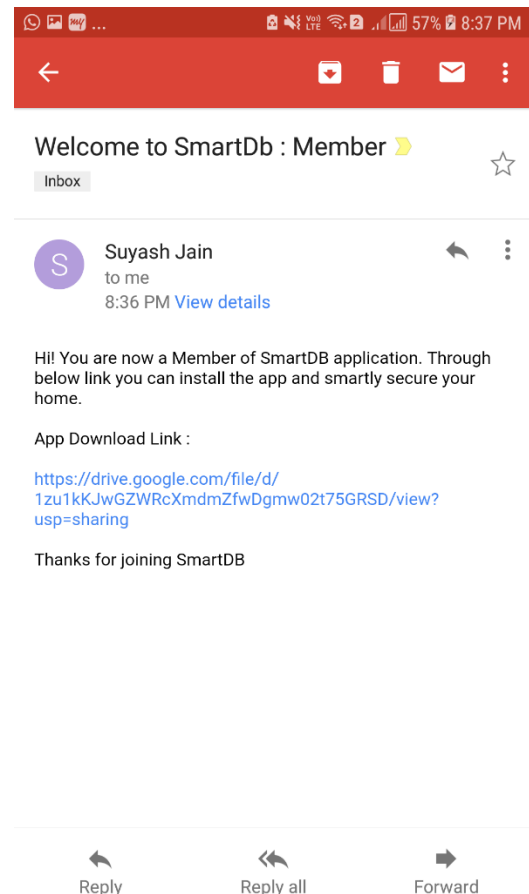 ... 57% 8:37 PM
Welcome to SmartDb : Member
Inbox
S
Suyash Jain
to me
8:36 PM View details
Hi! You are now a Member of SmartDB application. Through
below link you can install the app and smartly secure your
home.
App Download Link :
https://drive.google.com/file/d/
1zu1kKJwGZWRcXmdmZfwDgmw02t75GRSD/view?
usp=sharing
Thanks for joining SmartDB
Reply
Reply all
Forward